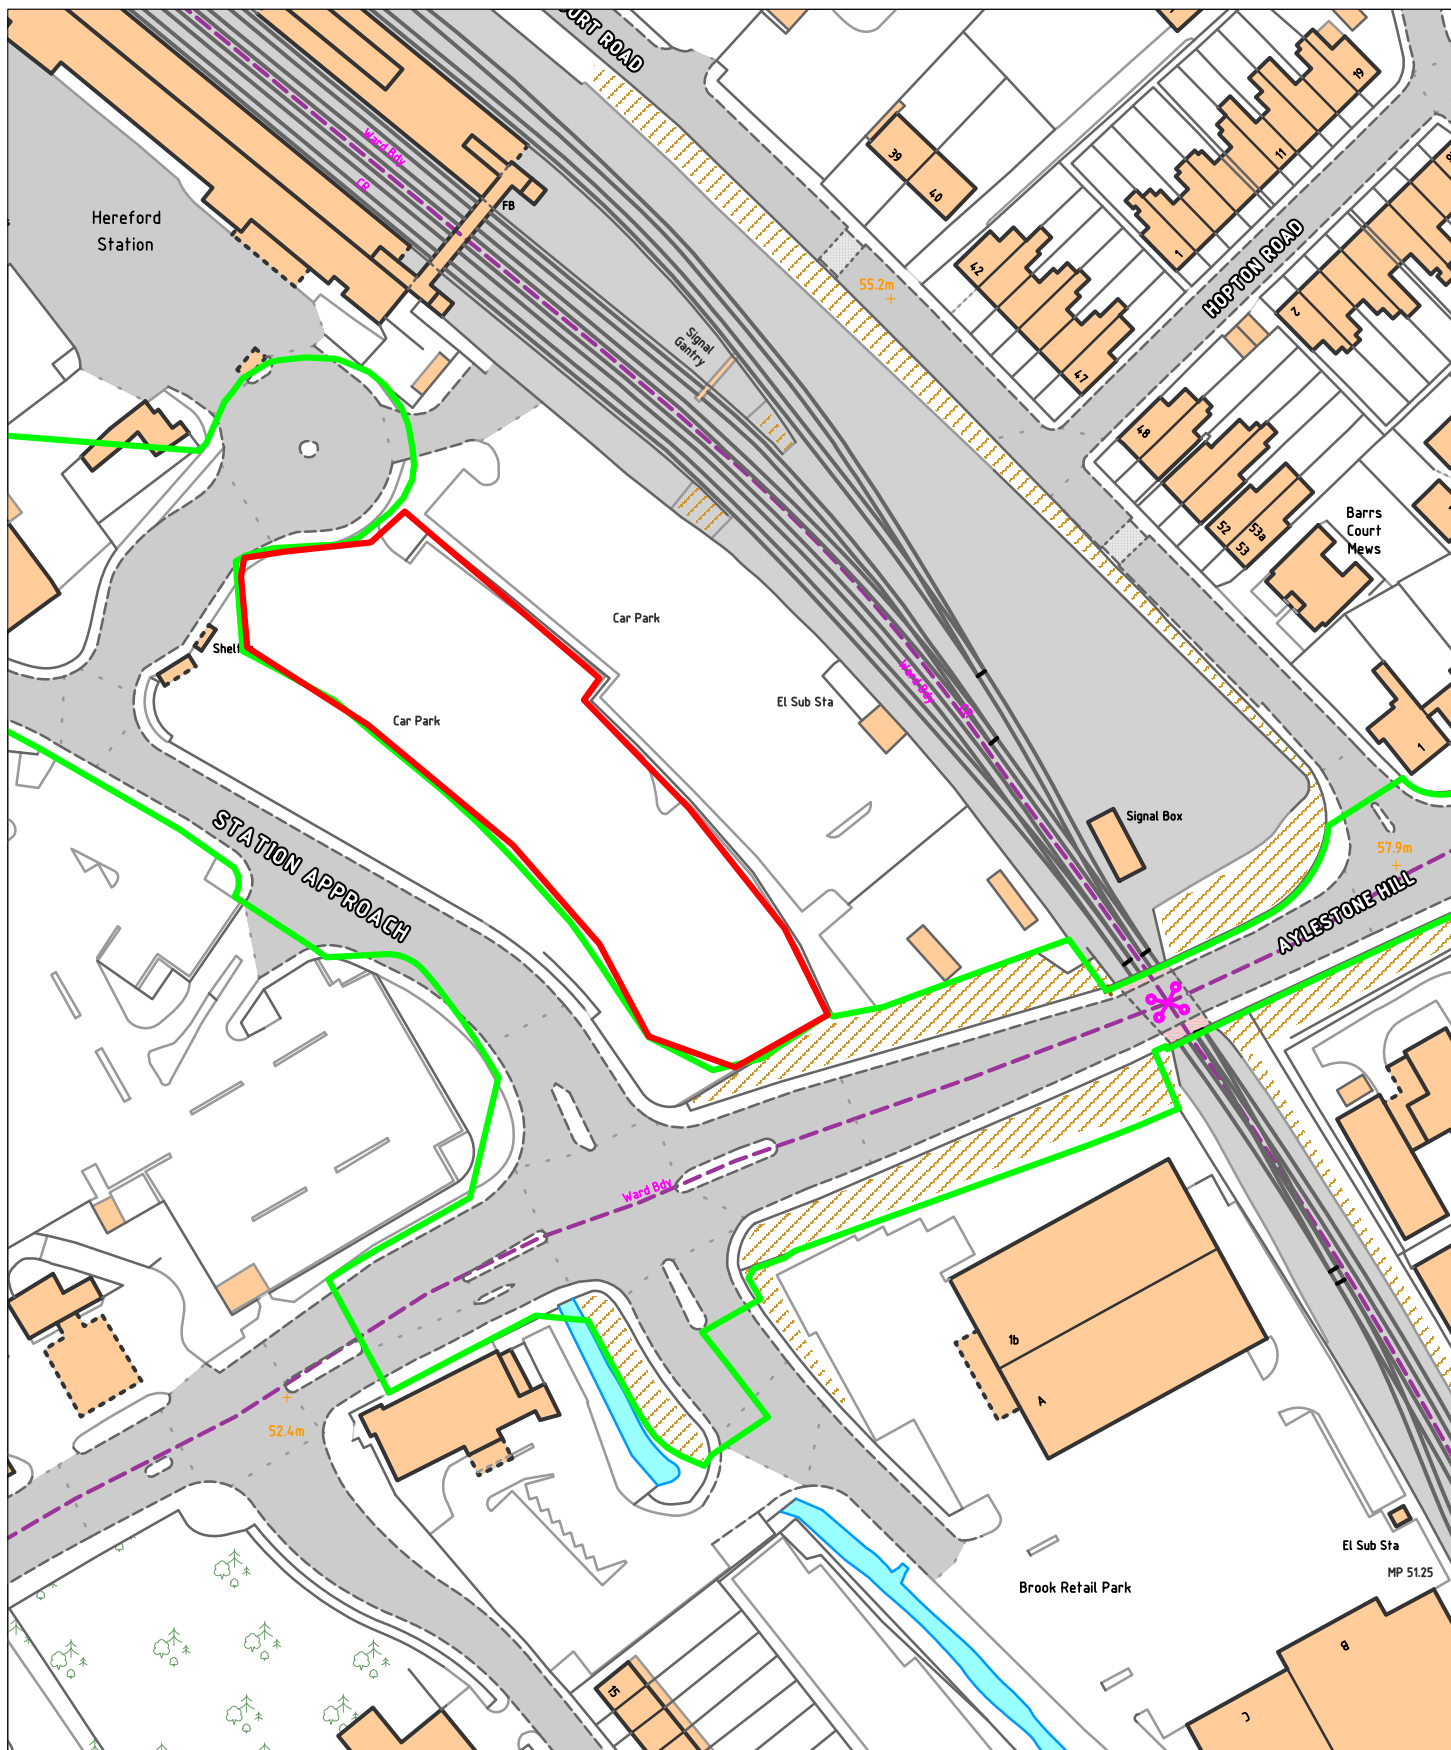 OURT ROAD
19
Ward Bdy
CR
39
40
11
FB
Hereford
Station
1
42
HOPTON ROAD
55.2m
2
Signal
Gantry
47
48
52
53
53a
Barrs
Court
Mews
Car Park
Shel
Car Park
El Sub Sta
Ward Bdy
CR
1
Signal Box
57.9m
STATION APPROACH
AYLESTONE HILL
Ward Bdy
1b
A
52.4m
El Sub Sta
MP 51.25
Brook Retail Park
B
15
C